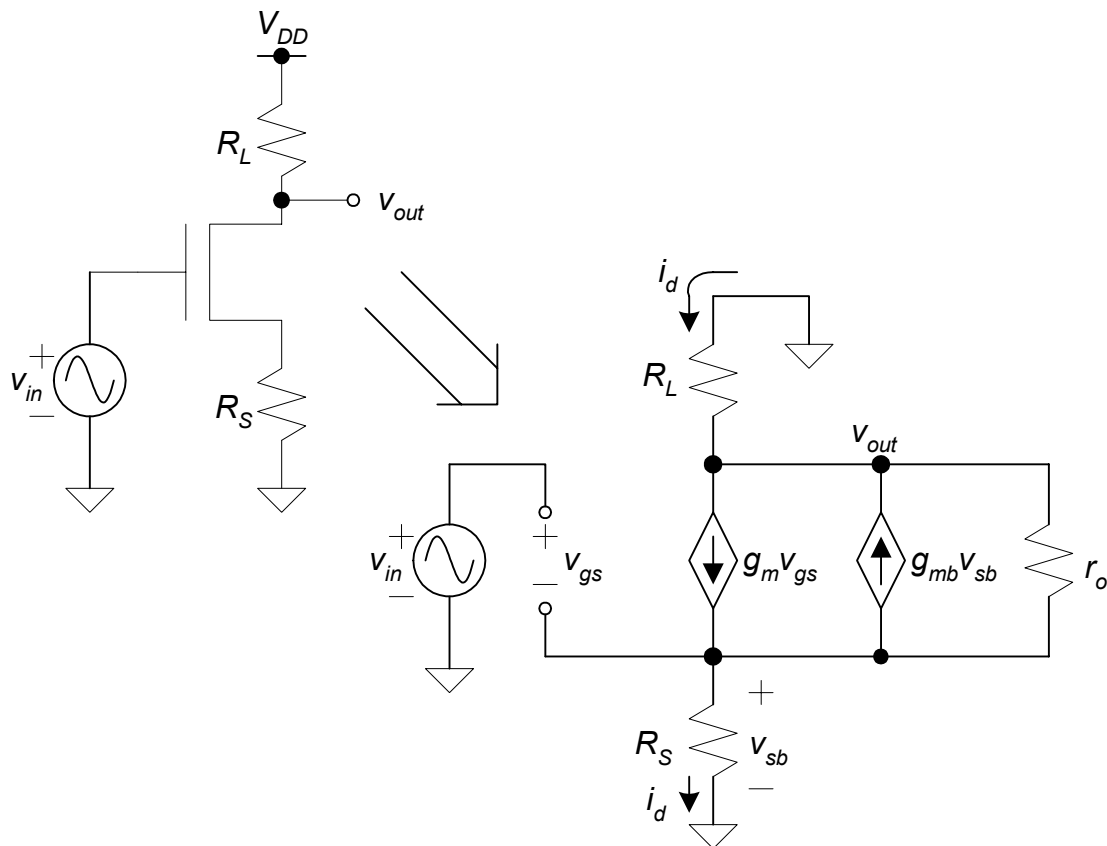 V_DD
R_L
v_out
+
v_in
−
R_S
i_d
R_L
v_out
+
v_in
−
+
v_gs
−
g_m v_gs
g_mb v_sb
r_o
+
R_S
v_sb
−
i_d